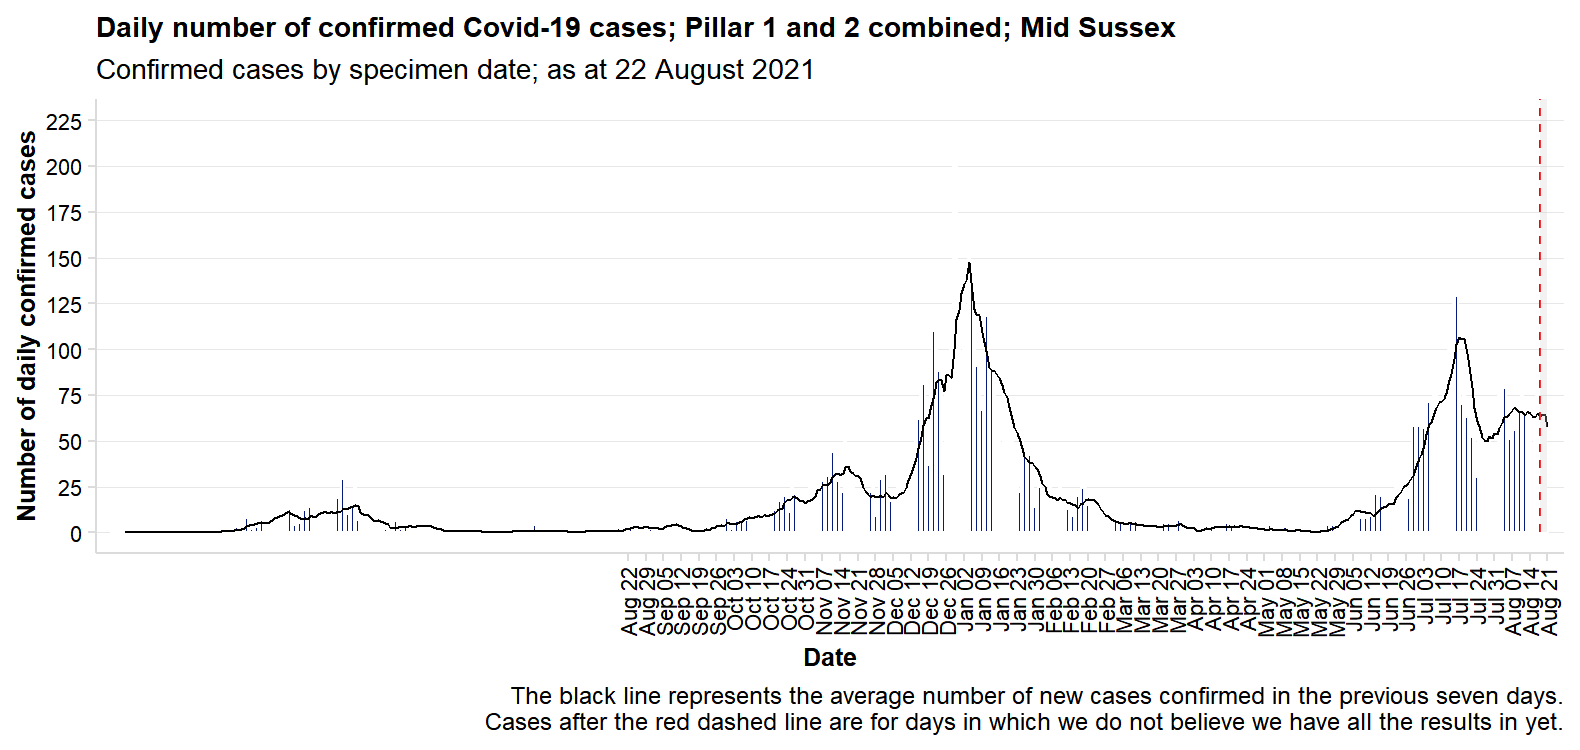 Daily number of confirmed Covid-19 cases; Pillar 1 and 2 combined; Mid Sussex
Confirmed cases by specimen date; as at 22 August 2021
Number of daily confirmed cases
225
200
175
150
125
100
75
50
25
0
Aug 22
Aug 29
Sep 05
Sep 12
Sep 19
Sep 26
Oct 03
Oct 10
Oct 17
Oct 24
Oct 31
Nov 07
Nov 14
Nov 21
Nov 28
Dec 05
Dec 12
Dec 19
Dec 26
Jan 02
Jan 09
Jan 16
Jan 23
Jan 30
Feb 06
Feb 13
Feb 20
Feb 27
Mar 06
Mar 13
Mar 20
Mar 27
Apr 03
Apr 10
Apr 17
Apr 24
May 01
May 08
May 15
May 22
May 29
Jun 05
Jun 12
Jun 19
Jun 26
Jul 03
Jul 10
Jul 17
Jul 24
Jul 31
Aug 07
Aug 14
Aug 21
Date
The black line represents the average number of new cases confirmed in the previous seven days.
Cases after the red dashed line are for days in which we do not believe we have all the results in yet.